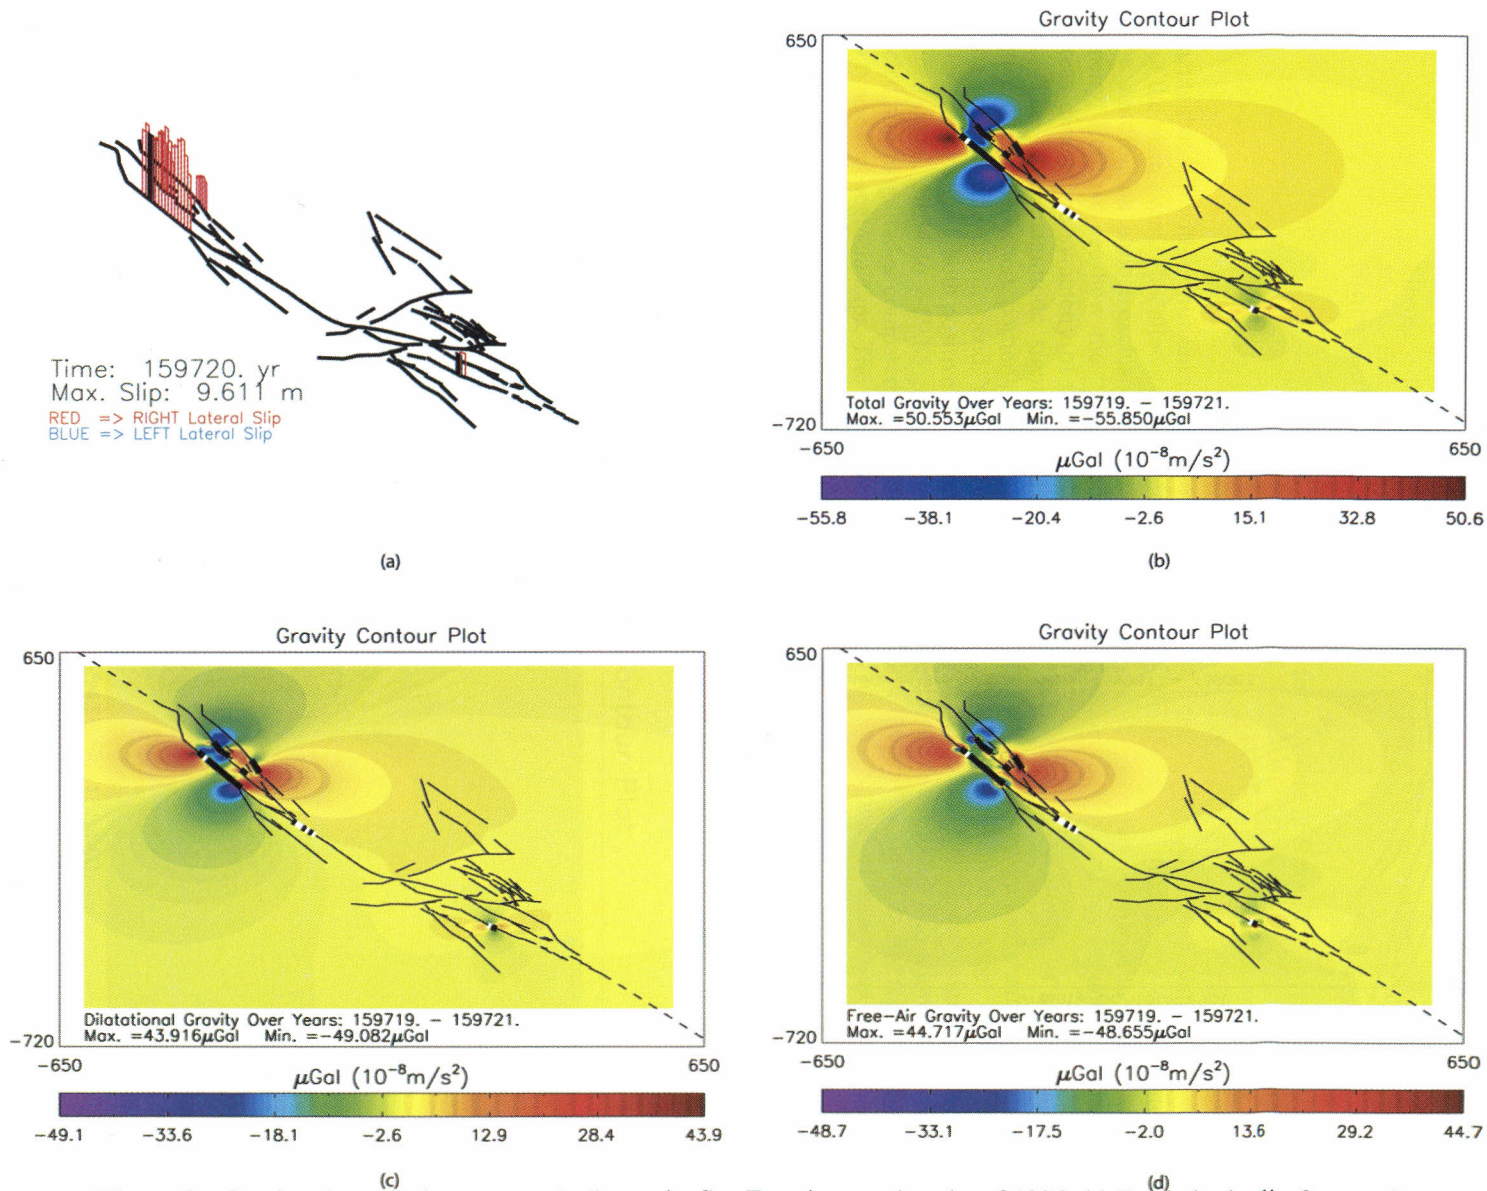 Gravity Contour Plot
650
-720
-650
650
Time: 159720. yr
Max. Slip: 9.611 m
RED => RIGHT Lateral Slip
BLUE => LEFT Lateral Slip
Total Gravity Over Years: 159719. - 159721.
Max. =50.553μGal Min. =-55.850μGal
μGal (10⁻⁸m/s²)
-55.8 -38.1 -20.4 -2.6 15.1 32.8 50.6
(a)
(b)
Gravity Contour Plot
650
-720
-650
650
Dilatational Gravity Over Years: 159719. - 159721.
Max. =43.916μGal Min. =-49.082μGal
μGal (10⁻⁸m/s²)
-49.1 -33.6 -18.1 -2.6 12.9 28.4 43.9
(c)
Gravity Contour Plot
650
-720
-650
650
Free-Air Gravity Over Years: 159719. - 159721.
Max. =44.717μGal Min. =-48.655μGal
μGal (10⁻⁸m/s²)
-48.7 -33.1 -17.5 -2.0 13.6 29.2 44.7
(d)